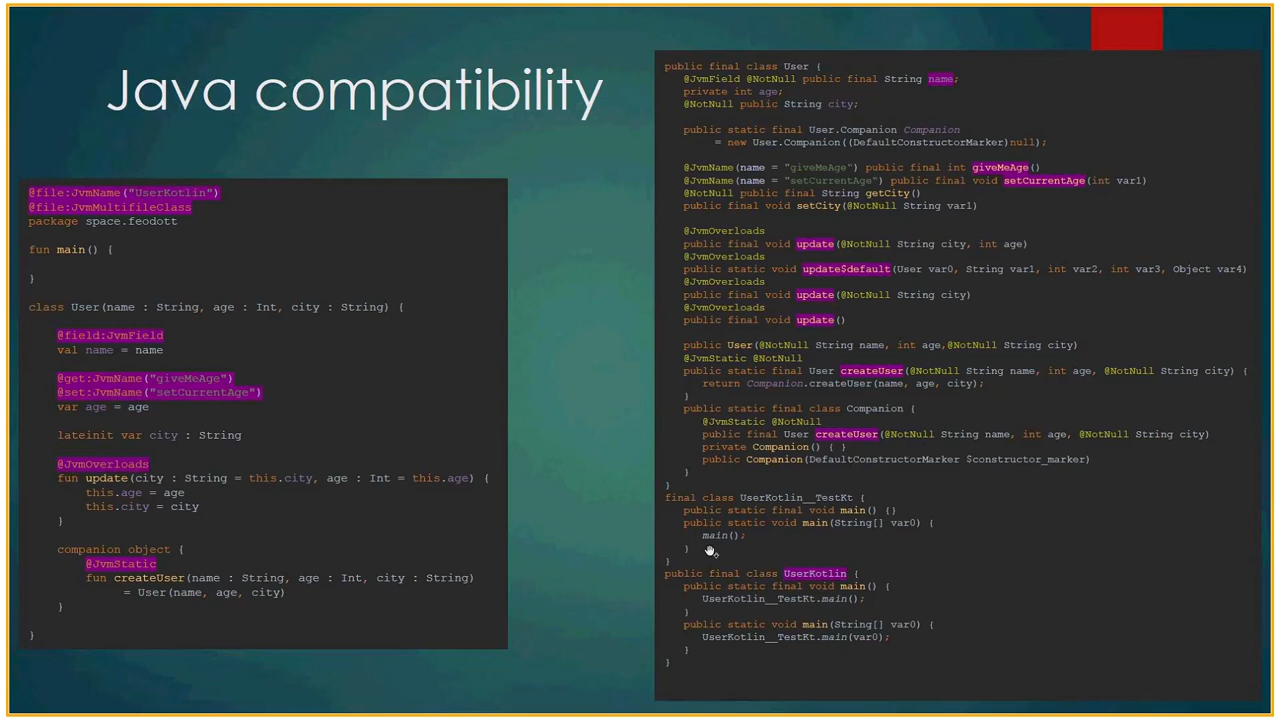 Java compatibility
@file:JvmName("UserKotlin")
@file:JvmMultifileClass
package space.feodott
fun main() {
}
class User(name : String, age : Int, city : String) {
@field:JvmField
val name = name
@get:JvmName("giveMeAge")
@set:JvmName("setCurrentAge")
var age = age
lateinit var city : String
@JvmOverloads
fun update(city : String = this.city, age : Int = this.age) {
this.age = age
this.city = city
}
companion object {
@JvmStatic
fun createUser(name : String, age : Int, city : String)
= User(name, age, city)
}
}
public final class User {
@JvmField @NotNull public final String name;
private int age;
@NotNull public String city;
public static final User.Companion Companion
= new User.Companion((DefaultConstructorMarker)null);
@JvmName(name = "giveMeAge") public final int giveMeAge()
@JvmName(name = "setCurrentAge") public final void setCurrentAge(int var1)
@NotNull public final String getCity()
public final void setCity(@NotNull String var1)
@JvmOverloads
public final void update(@NotNull String city, int age)
@JvmOverloads
public static void update$default(User var0, String var1, int var2, int var3, Object var4)
@JvmOverloads
public final void update(@NotNull String city)
@JvmOverloads
public final void update()
public User(@NotNull String name, int age,@NotNull String city)
@JvmStatic @NotNull
public static final User createUser(@NotNull String name, int age, @NotNull String city) {
return Companion.createUser(name, age, city);
}
public static final class Companion {
@JvmStatic @NotNull
public final User createUser(@NotNull String name, int age, @NotNull String city)
private Companion() { }
public Companion(DefaultConstructorMarker $constructor_marker)
}
}
final class UserKotlin__TestKt {
public static final void main() {}
public static void main(String[] var0) {
main();
}
}
public final class UserKotlin {
public static final void main() {
UserKotlin__TestKt.main();
}
public static void main(String[] var0) {
UserKotlin__TestKt.main(var0);
}
}